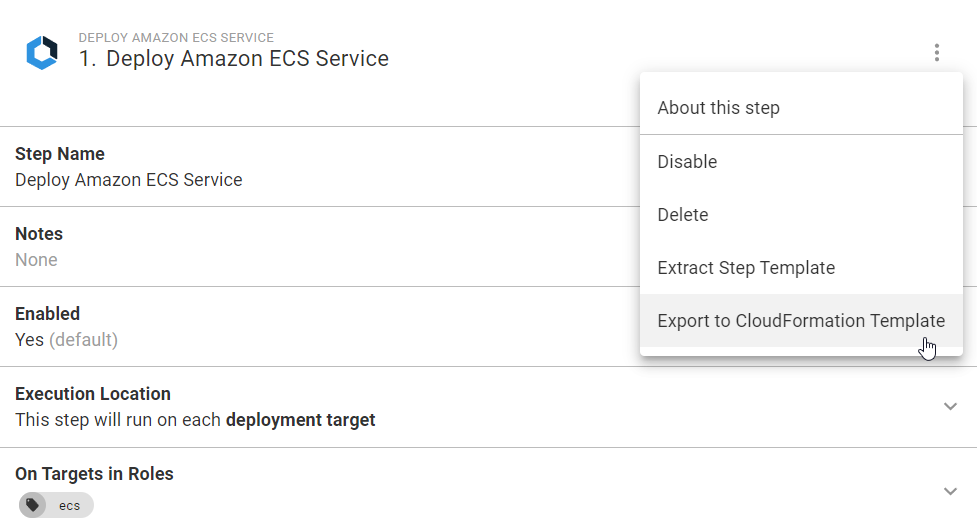 DEPLOY AMAZON ECS SERVICE
1. Deploy Amazon ECS Service
About this step
Disable
Delete
Extract Step Template
Export to CloudFormation Template
Step Name
Deploy Amazon ECS Service
Notes
None
Enabled
Yes (default)
Execution Location
This step will run on each deployment target
On Targets in Roles
ecs